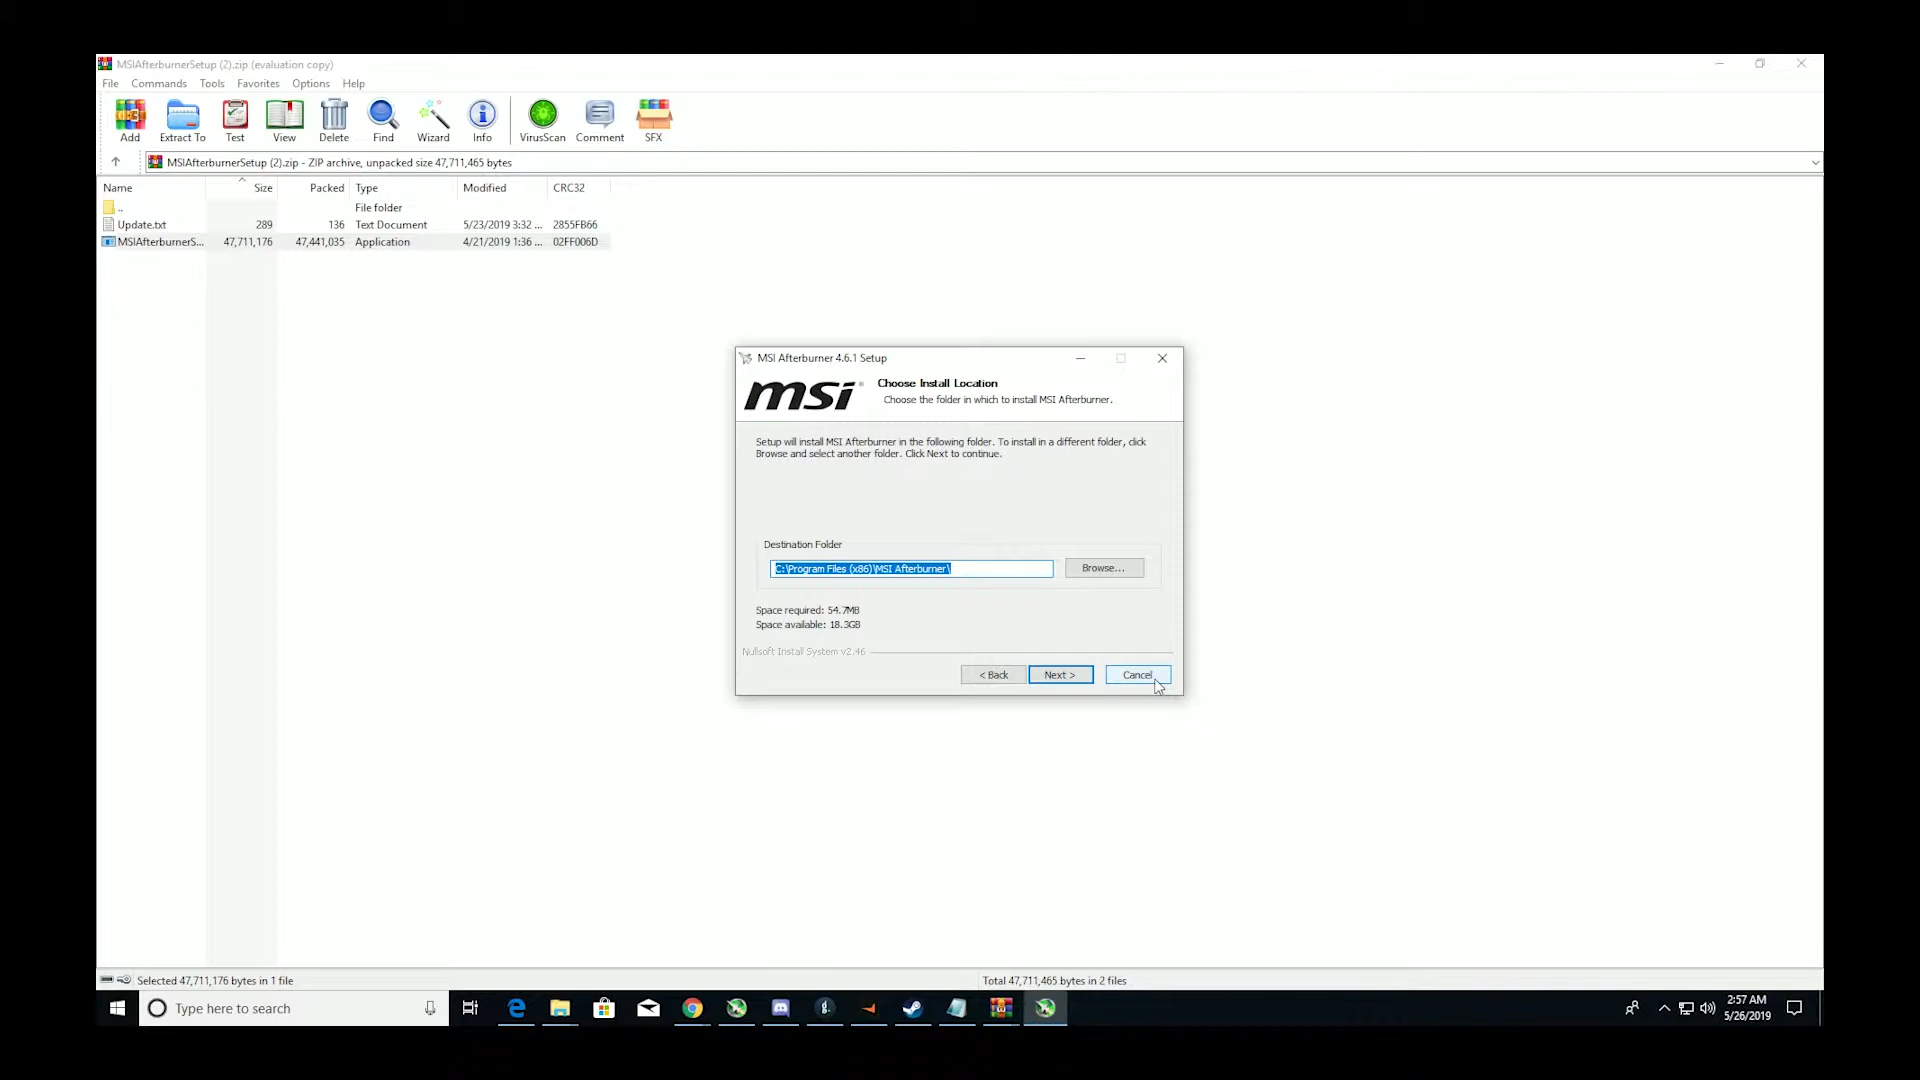 MSIAfterburnerSetup (2).zip (evaluation copy)
File Commands Tools Favorites Options Help
Add Extract To Test View Delete Find Wizard Info VirusScan Comment SFX
MSIAfterburnerSetup (2).zip - ZIP archive, unpacked size 47,711,465 bytes
Name Size Packed Type Modified CRC32
.. File folder
Update.txt 289 136 Text Document 5/23/2019 3:32 ... 2855FB66
MSIAfterburnerS... 47,711,176 47,441,035 Application 4/21/2019 1:36 ... 02FF006D
MSI Afterburner 4.6.1 Setup
msi
Choose Install Location
Choose the folder in which to install MSI Afterburner.
Setup will install MSI Afterburner in the following folder. To install in a different folder, click
Browse and select another folder. Click Next to continue.
Destination Folder
C:\Program Files (x86)\MSI Afterburner\
Browse...
Space required: 54.7MB
Space available: 18.3GB
Nullsoft Install System v2.46
< Back Next > Cancel
Selected 47,711,176 bytes in 1 file
Total 47,711,465 bytes in 2 files
Type here to search
2:57 AM
5/26/2019